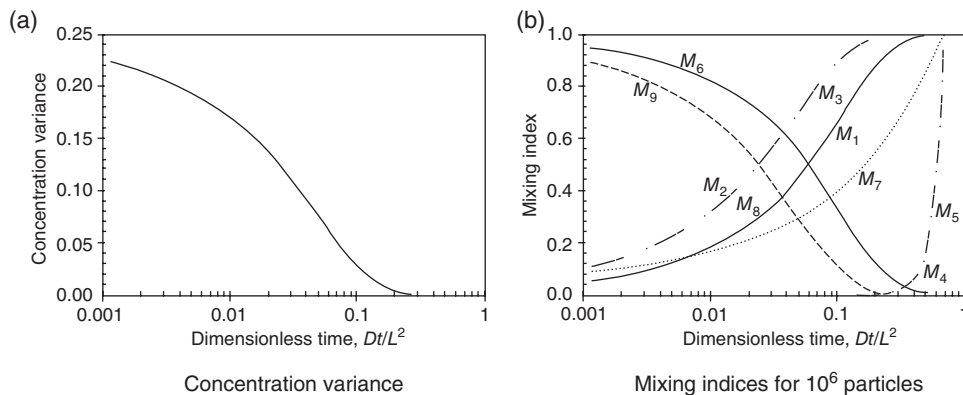 (a)
0.25
0.20
0.15
0.10
0.05
0.00
Concentration variance
0.001
0.01
0.1
1
Dimensionless time, Dt/L²
Concentration variance
(b)
1.0
0.8
0.6
0.4
0.2
0.0
Mixing index
M₆
M₉
M₃
M₁
M₂
M₈
M₇
M₅
M₄
0.001
0.01
0.1
1
Dimensionless time, Dt/L²
Mixing indices for 10⁶ particles